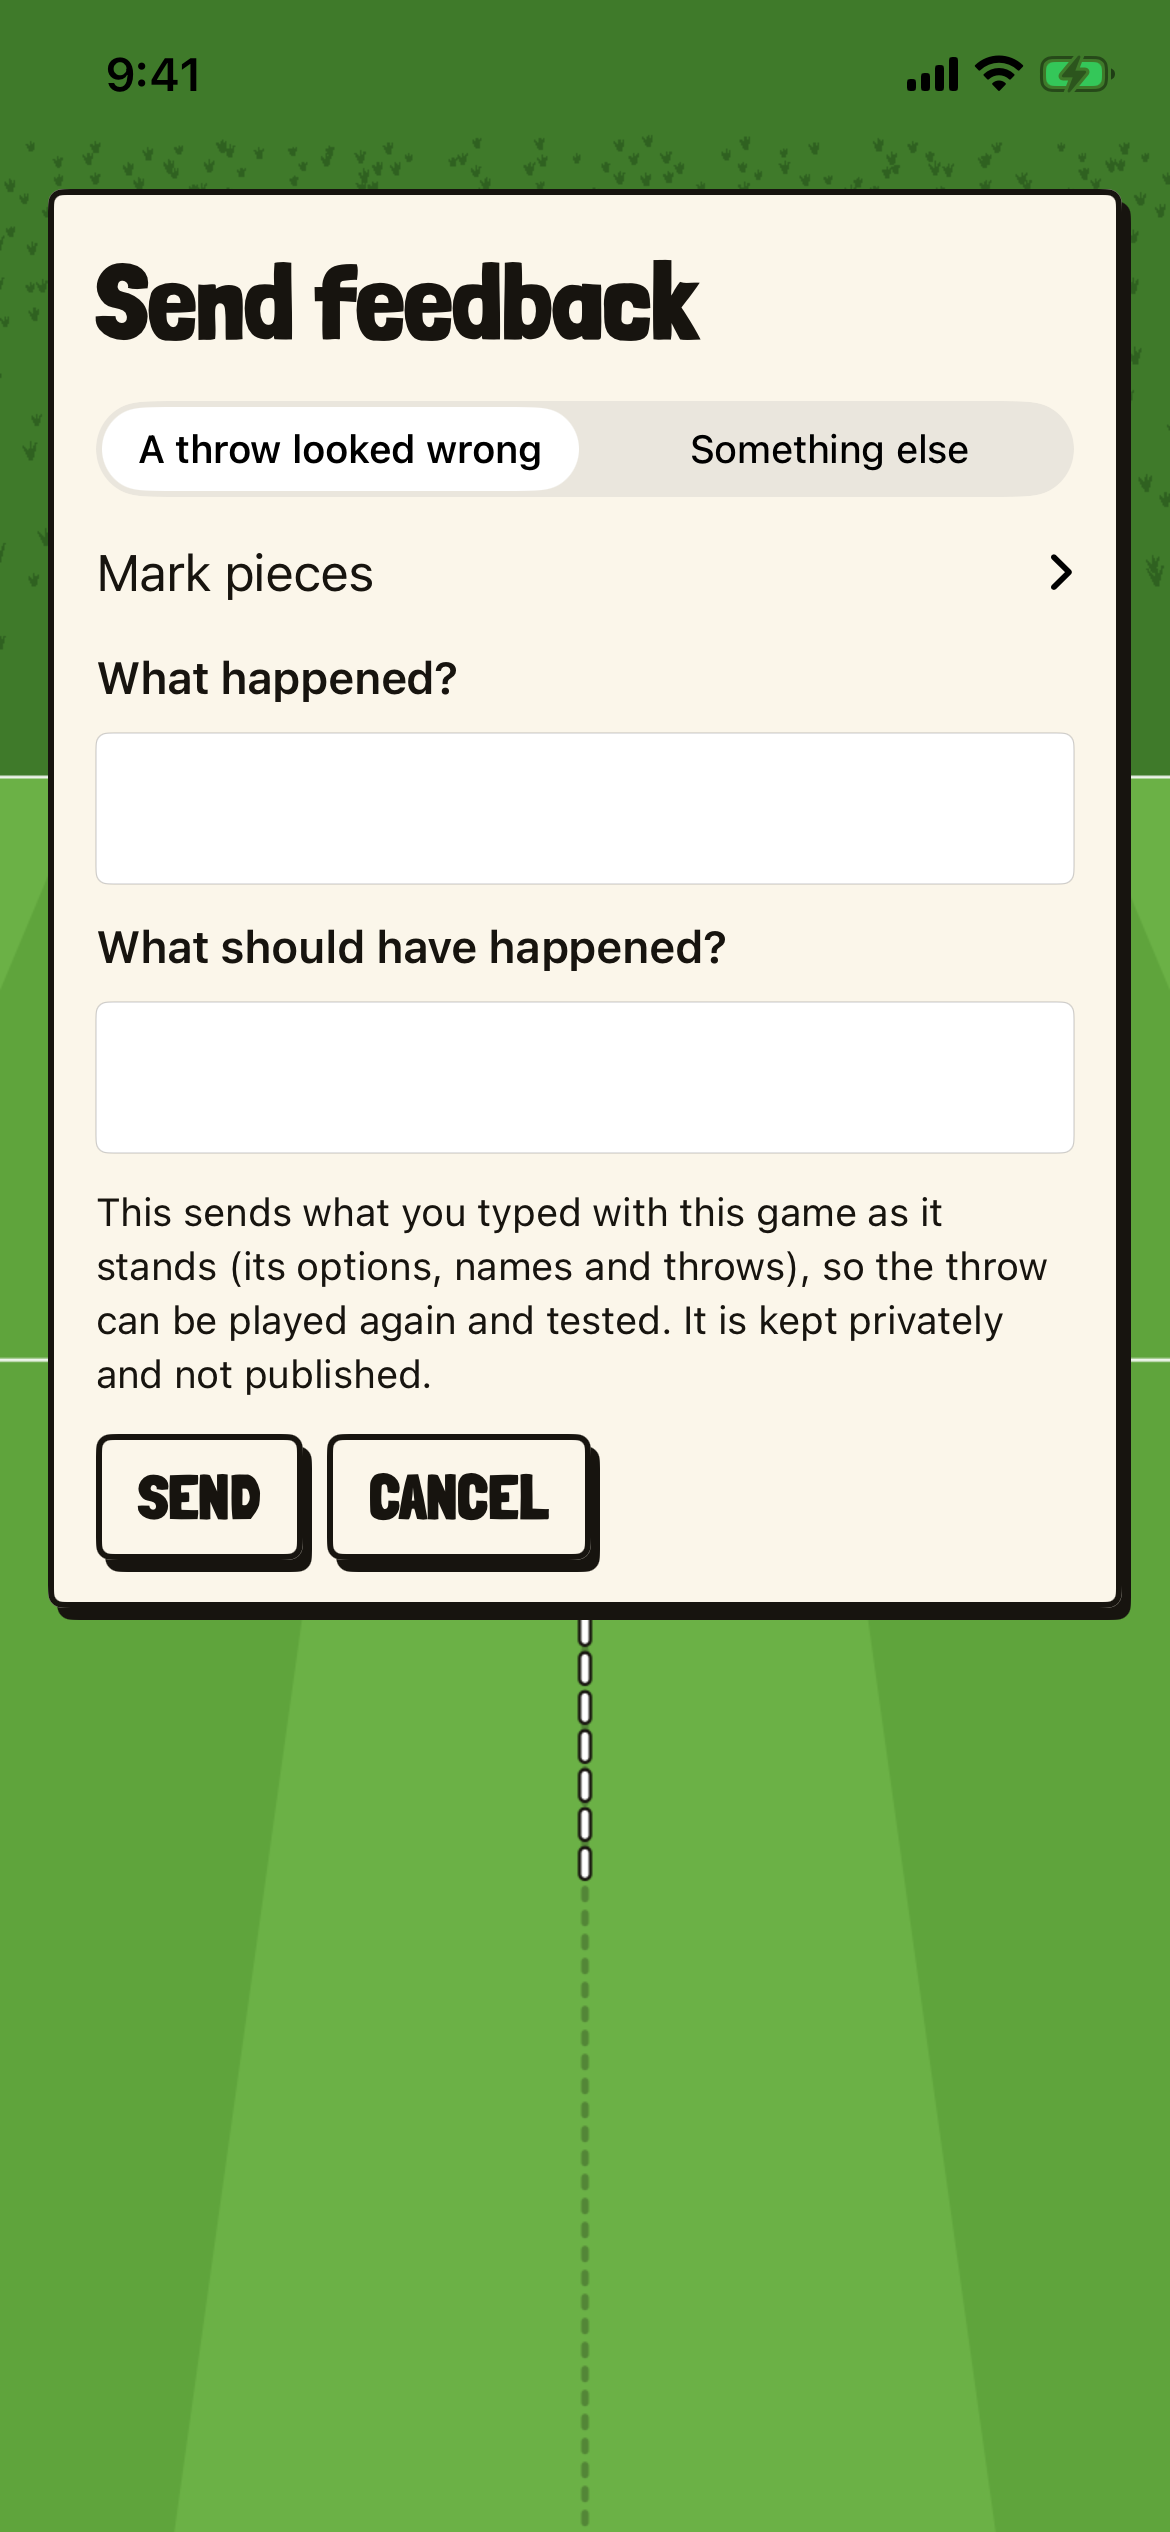 9:41
Send feedback
A throw looked wrong
Something else
Mark pieces
What happened?
What should have happened?
This sends what you typed with this game as it
stands (its options, names and throws), so the throw
can be played again and tested. It is kept privately
and not published.
SEND
CANCEL